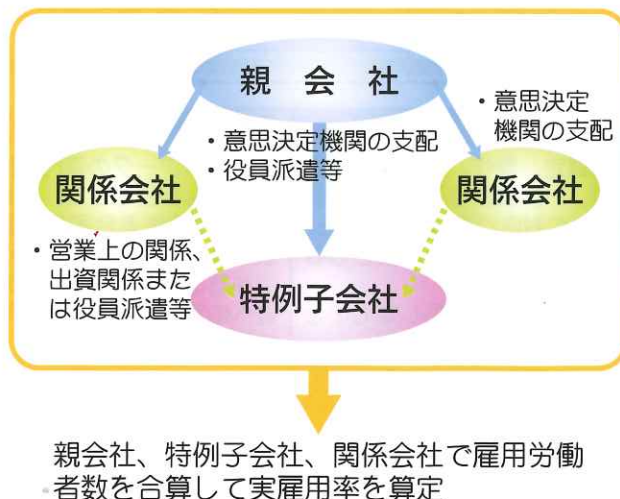 親 会 社
・意思決定
機関の支配
・意思決定機関の支配
・役員派遣等
関係会社
関係会社
・営業上の関係、
出資関係また
は役員派遣等
特例子会社
親会社、特例子会社、関係会社で雇用労働
者数を合算して実雇用率を算定